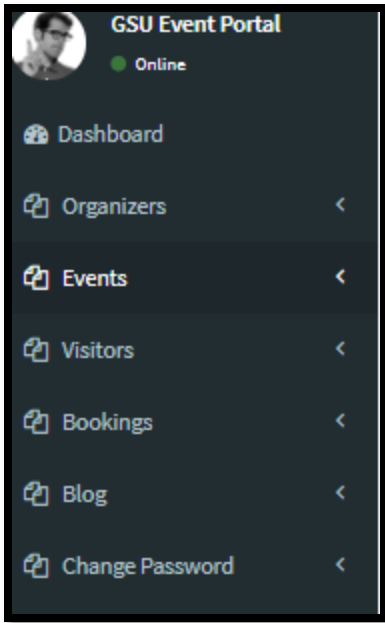 GSU Event Portal
Online
Dashboard
Organizers
Events
Visitors
Bookings
Blog
Change Password